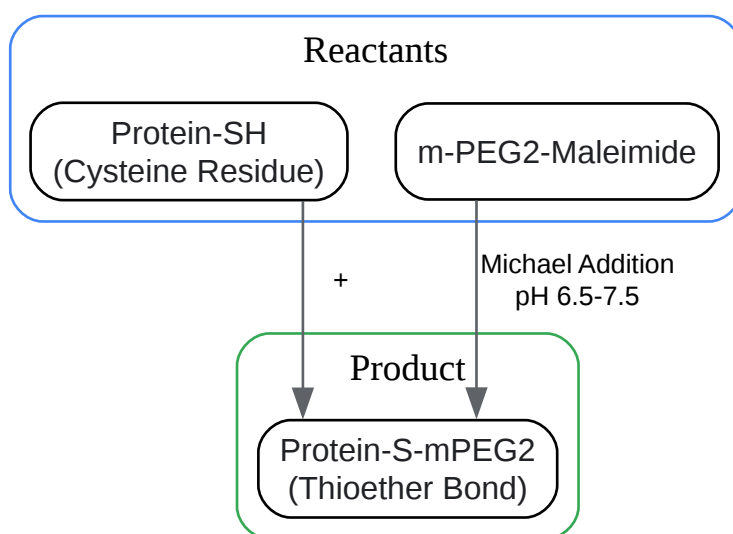 Reactants
Protein-SH
(Cysteine Residue)
m-PEG2-Maleimide
+
Michael Addition
pH 6.5-7.5
Product
Protein-S-mPEG2
(Thioether Bond)